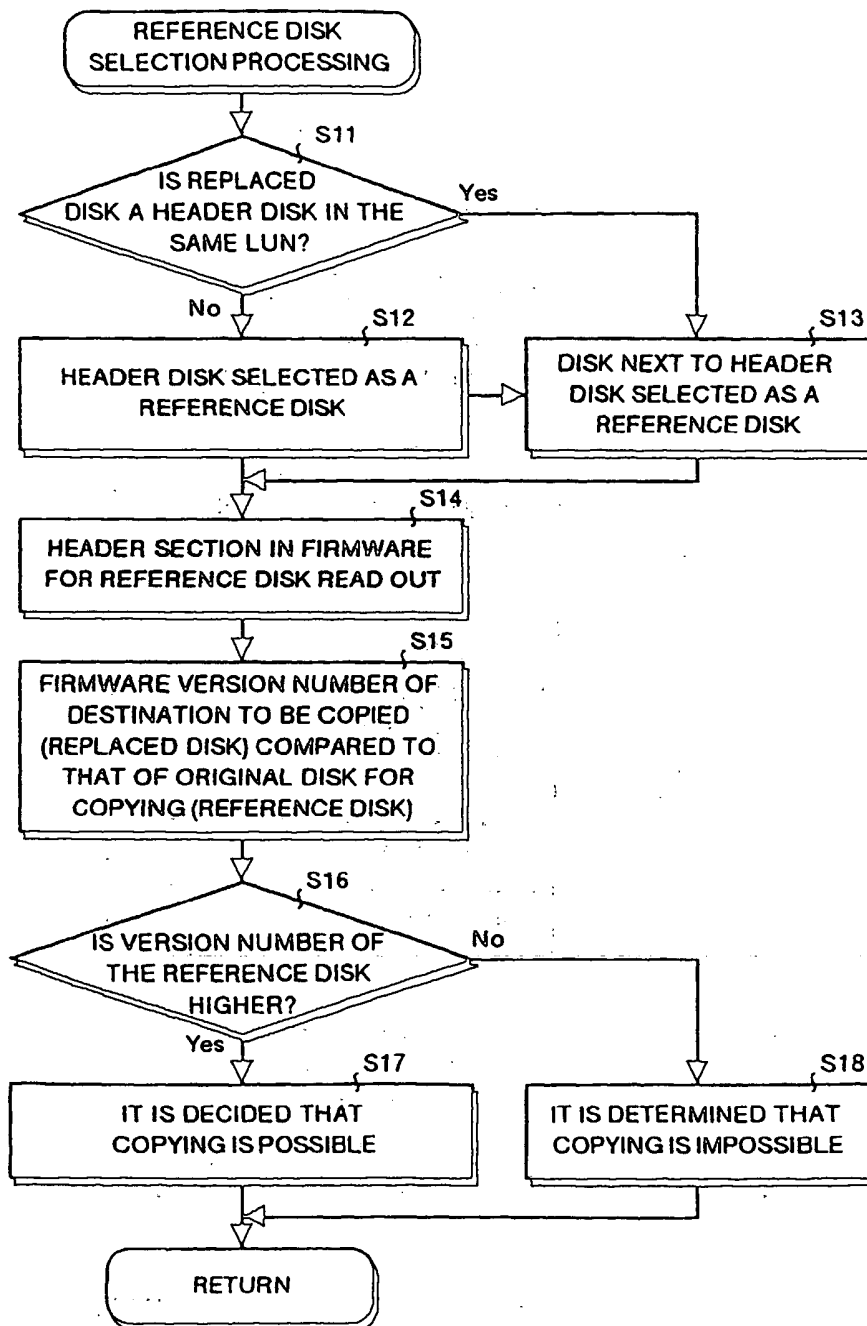 REFERENCE DISK
SELECTION PROCESSING
S11
IS REPLACED
DISK A HEADER DISK IN THE
SAME LUN?
Yes
No
S12
HEADER DISK SELECTED AS A
REFERENCE DISK
S13
DISK NEXT TO HEADER
DISK SELECTED AS A
REFERENCE DISK
S14
HEADER SECTION IN FIRMWARE
FOR REFERENCE DISK READ OUT
S15
FIRMWARE VERSION NUMBER OF
DESTINATION TO BE COPIED
(REPLACED DISK) COMPARED TO
THAT OF ORIGINAL DISK FOR
COPYING (REFERENCE DISK)
S16
IS VERSION NUMBER OF
THE REFERENCE DISK
HIGHER?
No
Yes
S17
IT IS DECIDED THAT
COPYING IS POSSIBLE
S18
IT IS DETERMINED THAT
COPYING IS IMPOSSIBLE
RETURN